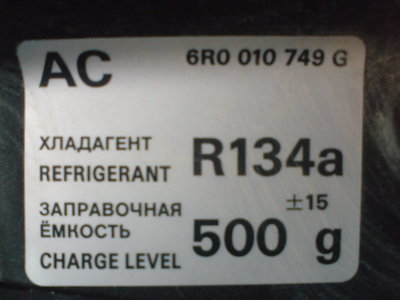 AC 6R0 010 749 G
ХЛАДАГЕНТ
REFRIGERANT R134a
ЗАПРАВОЧНАЯ ±15
ЁМКОСТЬ 500 g
CHARGE LEVEL